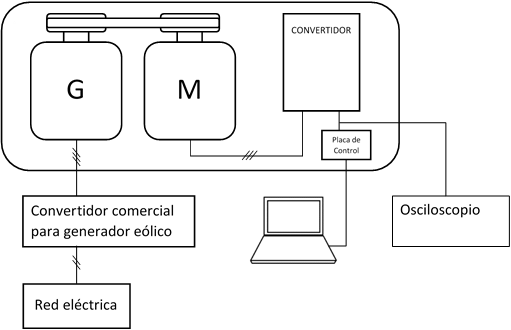 CONVERTIDOR
G
M
Placa de
Control
Convertidor comercial
para generador eólico
Osciloscopio
Red eléctrica